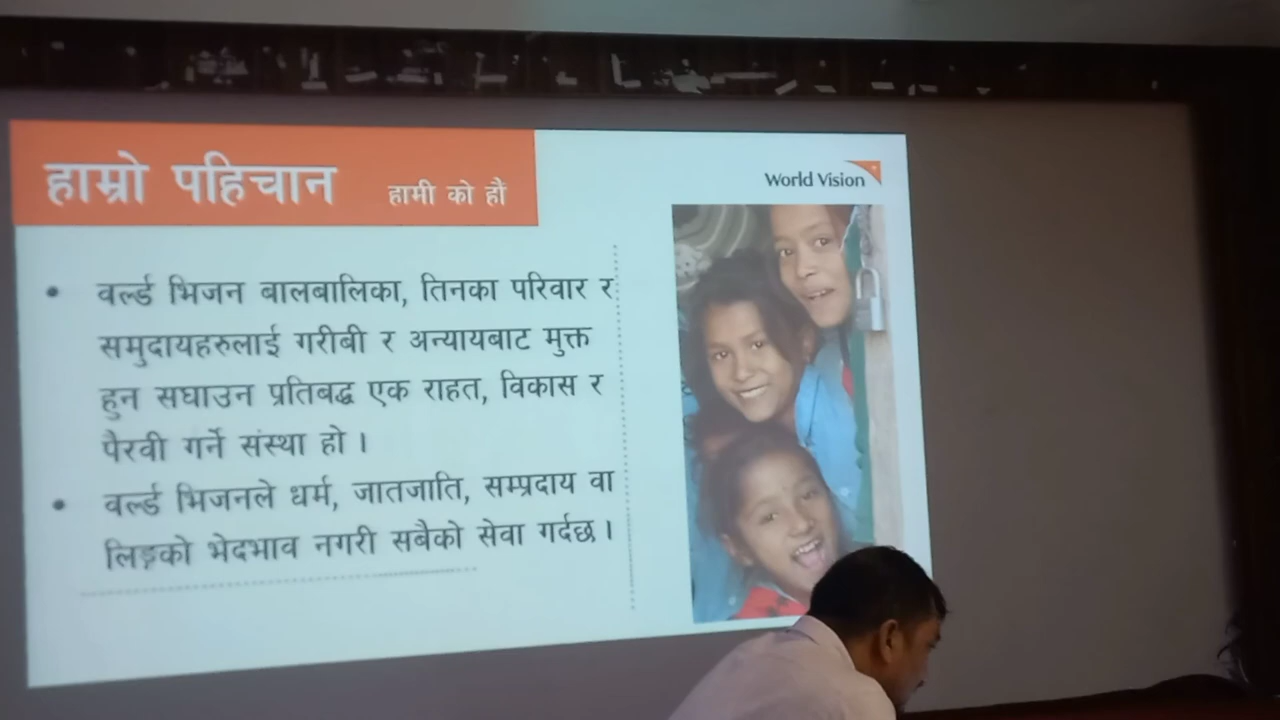 हाम्रो पहिचान हामी को हौं
World Vision
• वर्ल्ड भिजन बालबालिका, तिनका परिवार र
समुदायहरुलाई गरीबी र अन्यायबाट मुक्त
हुन सघाउन प्रतिबद्ध एक राहत, विकास र
पैरवी गर्ने संस्था हो ।
• वर्ल्ड भिजनले धर्म, जातजाति, सम्प्रदाय वा
लिङ्गको भेदभाव नगरी सबैको सेवा गर्दछ ।